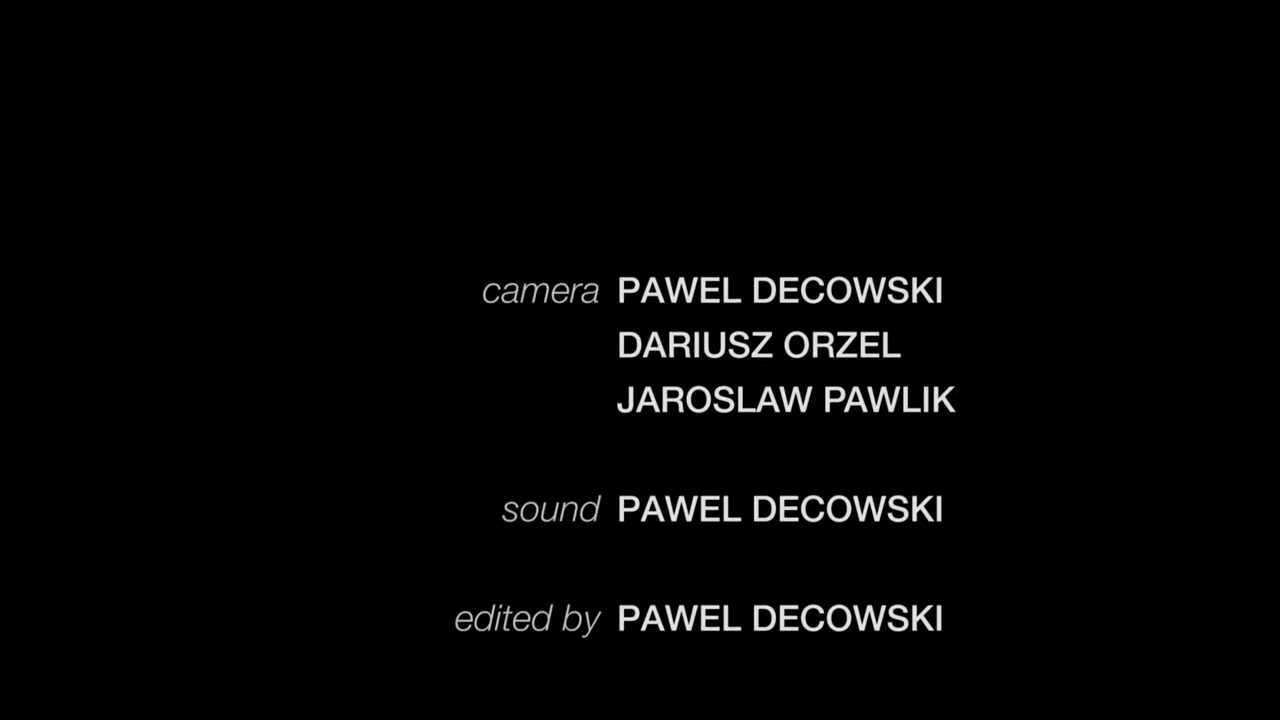 camera PAWEL DECOWSKI
DARIUSZ ORZEL
JAROSLAW PAWLIK
sound PAWEL DECOWSKI
edited by PAWEL DECOWSKI